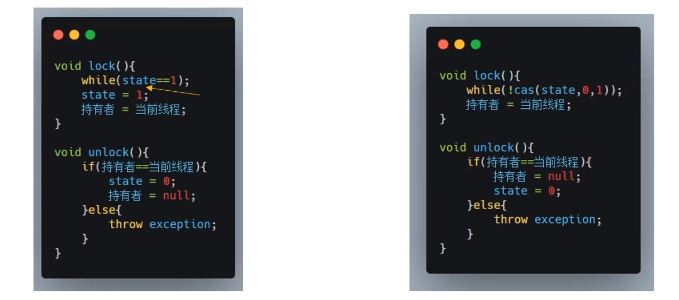 void lock(){
while(state==1);
state = 1;
持有者 = 当前线程;
}
void unlock(){
if(持有者==当前线程){
state = 0;
持有者 = null;
}else{
throw exception;
}
}
void lock(){
while(!cas(state,0,1));
持有者 = 当前线程;
}
void unlock(){
if(持有者==当前线程){
持有者 = null;
state = 0;
}else{
throw exception;
}
}